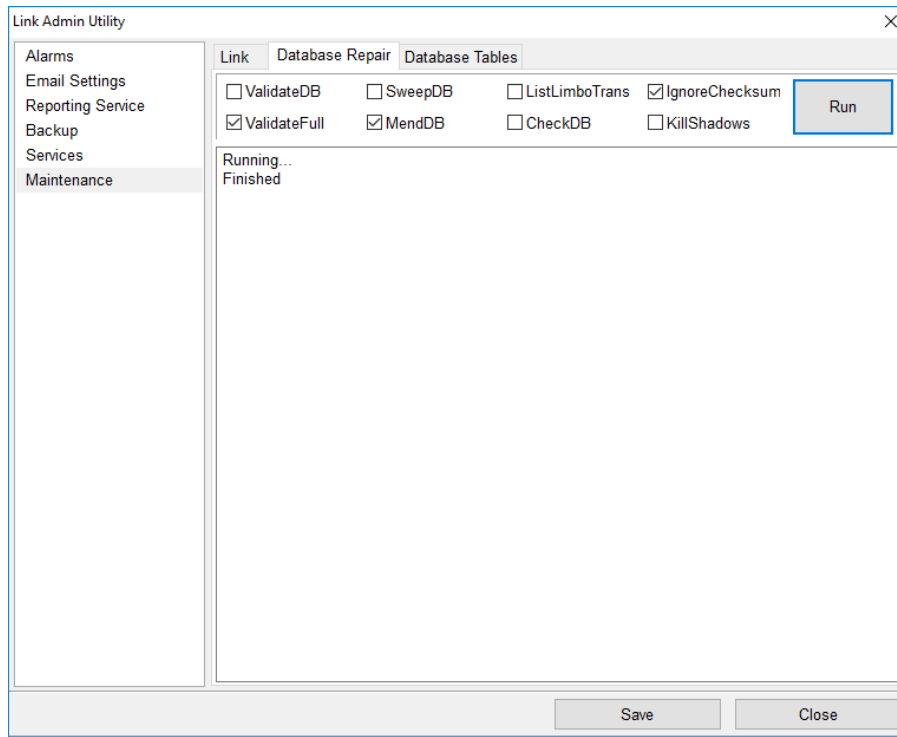 Link Admin Utility
Alarms
Email Settings
Reporting Service
Backup
Services
Maintenance
Link Database Repair Database Tables
ValidateDB SweepDB ListLimboTrans IgnoreChecksum
ValidateFull MendDB CheckDB KillShadows
Run
Running...
Finished
Save Close